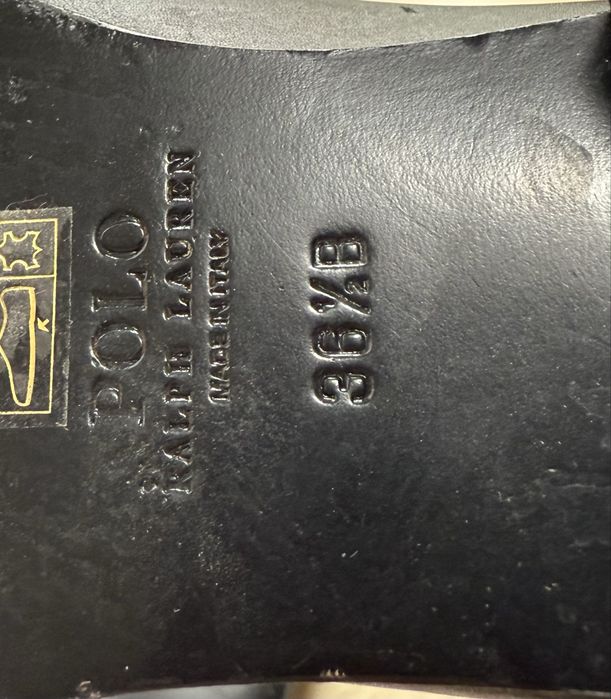 POLO
RALPH LAUREN
MADE IN ITALY
36½B